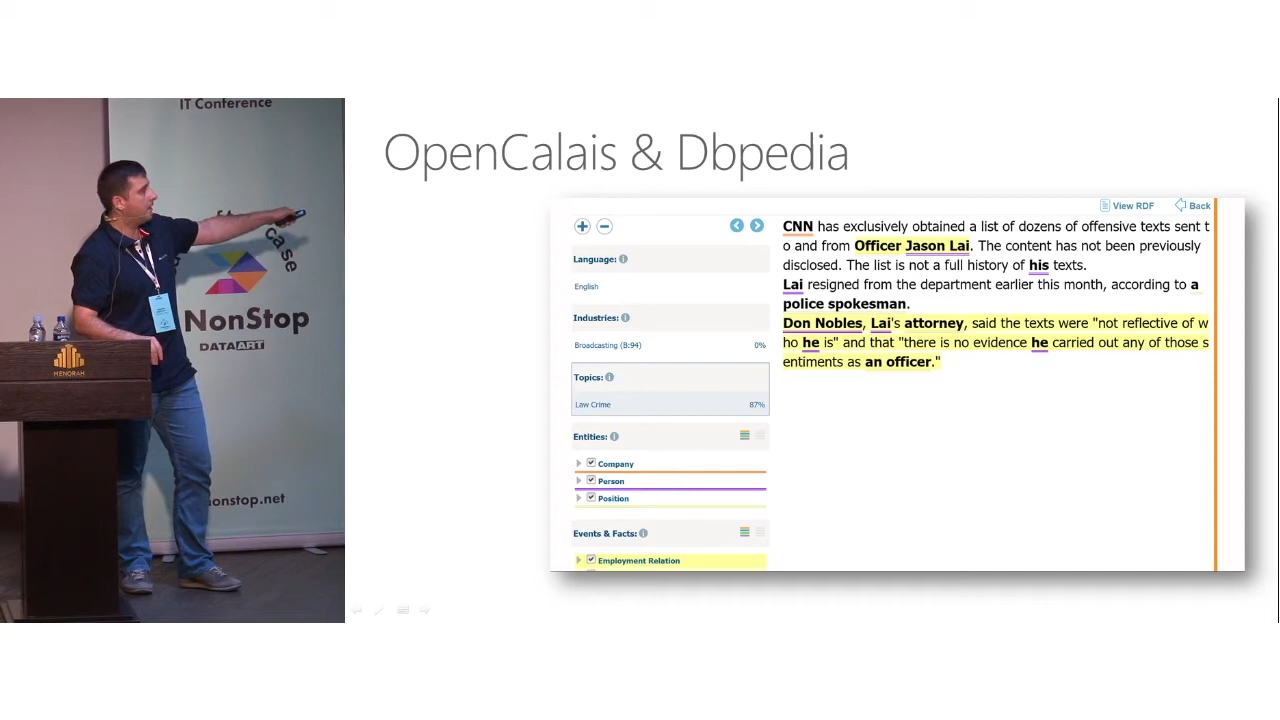 IT Conference
case
NonStop
DATAART
MENORAH
nonstop.net
OpenCalais & Dbpedia
View RDF
Back
Language:
English
Industries:
Broadcasting (B:94) 0%
Topics:
Law Crime 87%
Entities:
Company
Person
Position
Events & Facts:
Employment Relation
CNN has exclusively obtained a list of dozens of offensive texts sent t
o and from Officer Jason Lai. The content has not been previously
disclosed. The list is not a full history of his texts.
Lai resigned from the department earlier this month, according to a
police spokesman.
Don Nobles, Lai's attorney, said the texts were "not reflective of w
ho he is" and that "there is no evidence he carried out any of those s
entiments as an officer."